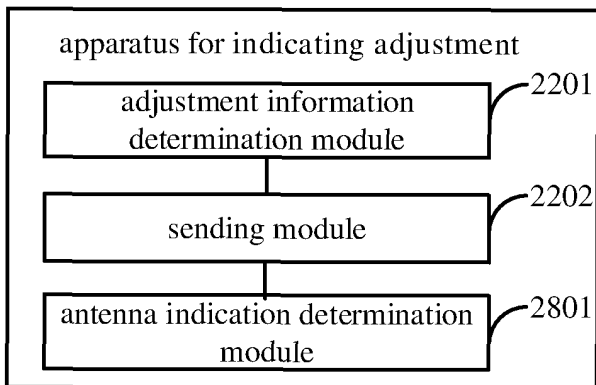 apparatus for indicating adjustment
2201
adjustment information
determination module
2202
sending module
2801
antenna indication determination
module